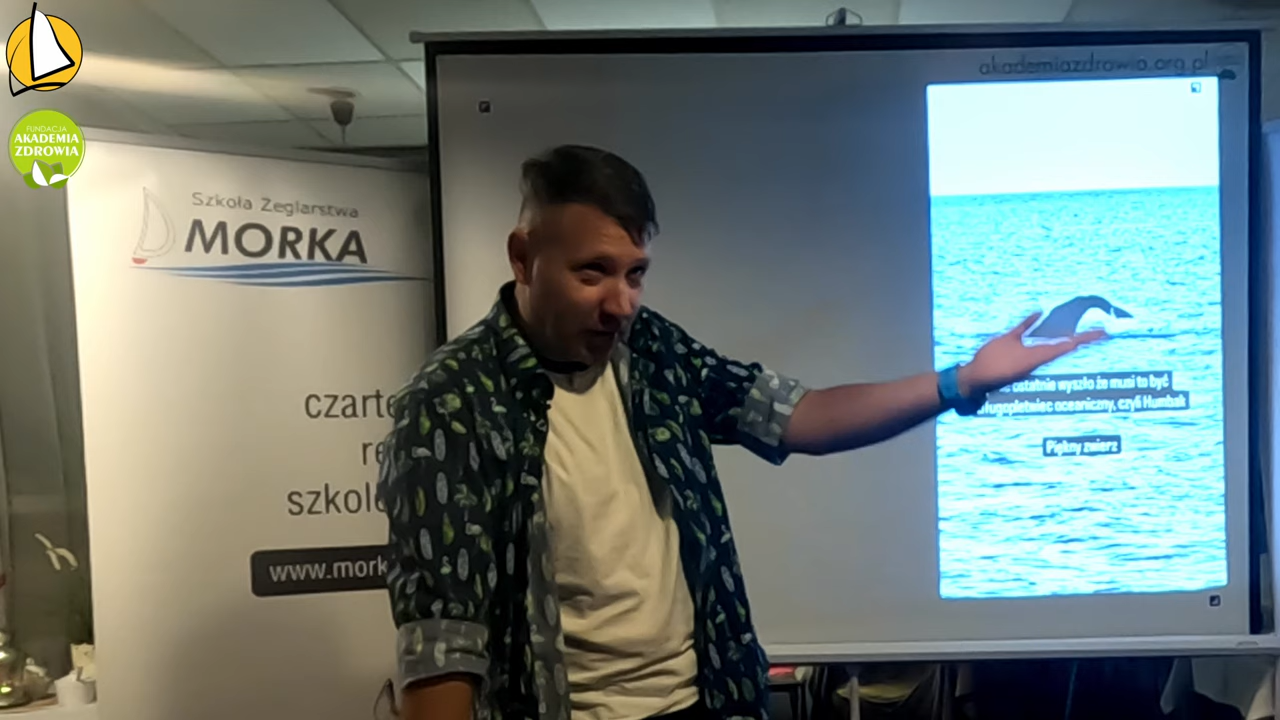 FUNDACJA
AKADEMIA
ZDROWIA
Szkoła Żeglarstwa
MORKA
czarte
re
szkole
www.mork
akademiazdrowia.org.pl
ostatnie wyszło że musi to być
długopłetwiec oceaniczny, czyli Humbak
Piękny zwierz